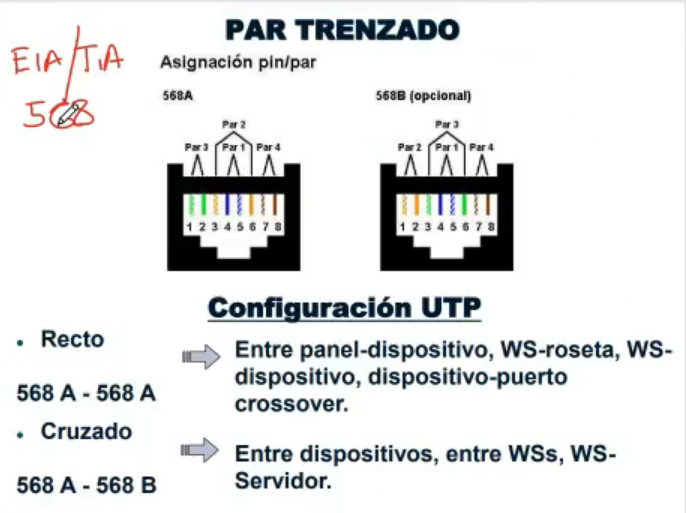 PAR TRENZADO
EIA/TIA
568
Asignación pin/par
568A
568B (opcional)
Par 2
Par 3 Par 1 Par 4
1 2 3 4 5 6 7 8
Par 3
Par 2 Par 1 Par 4
1 2 3 4 5 6 7 8
Configuración UTP
• Recto
568 A - 568 A
Entre panel-dispositivo, WS-roseta, WS-
dispositivo, dispositivo-puerto
crossover.
• Cruzado
568 A - 568 B
Entre dispositivos, entre WSs, WS-
Servidor.